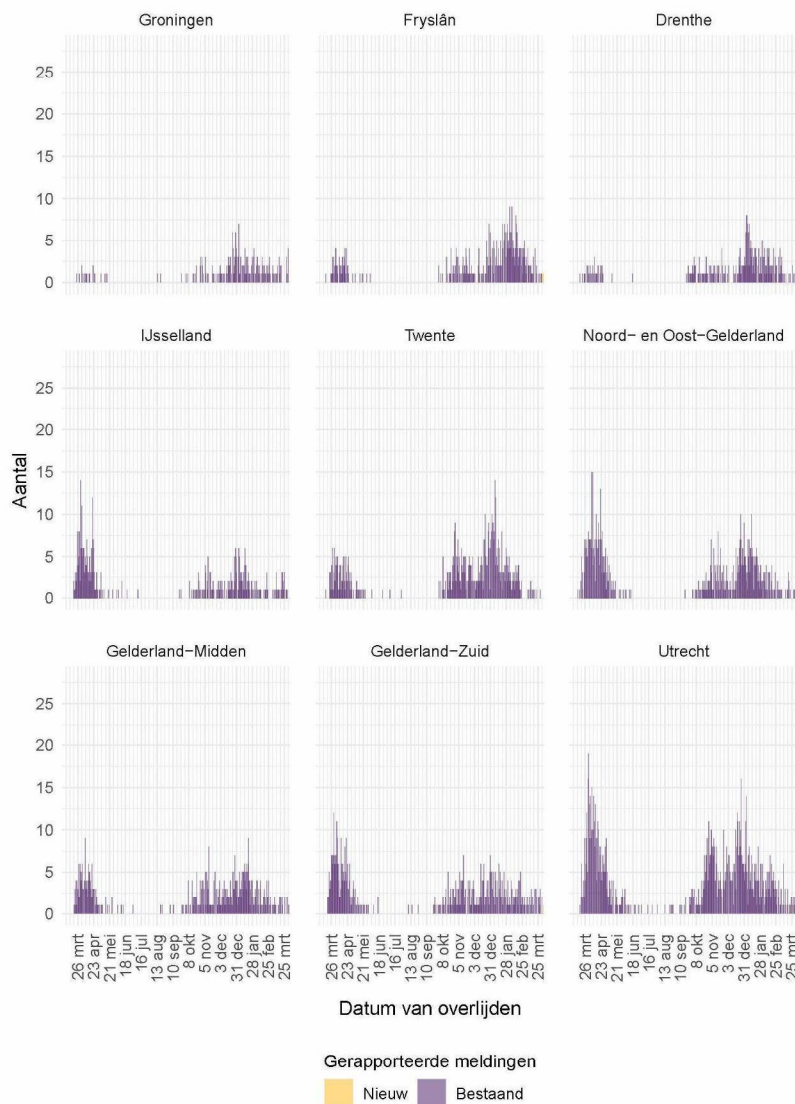 Groningen Fryslân Drenthe
25
20
15
10
5
0
IJsselland Twente Noord- en Oost-Gelderland
25
20
15
10
5
0
Gelderland-Midden Gelderland-Zuid Utrecht
25
20
15
10
5
0
Aantal
26 mrt 23 apr 21 mei 18 jun 16 jul 13 aug 10 sep 8 okt 5 nov 3 dec 31 dec 28 jan 25 feb 25 mrt 26 mrt 23 apr 21 mei 18 jun 16 jul 13 aug 10 sep 8 okt 5 nov 3 dec 31 dec 28 jan 25 feb 25 mrt 26 mrt 23 apr 21 mei 18 jun 16 jul 13 aug 10 sep 8 okt 5 nov 3 dec 31 dec 28 jan 25 feb 25 mrt
Datum van overlijden
Gerapporteerde meldingen
Nieuw Bestaand